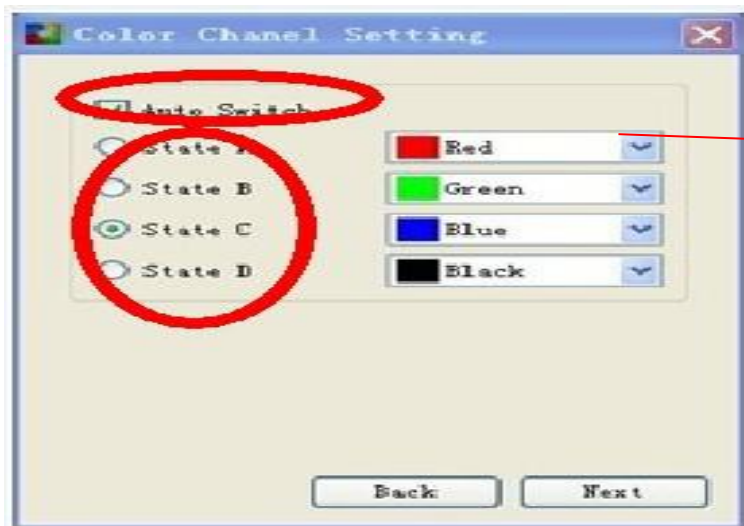 Color Chanel Setting
Auto Switch
State Red
State B Green
State C Blue
State D Black
Back Next